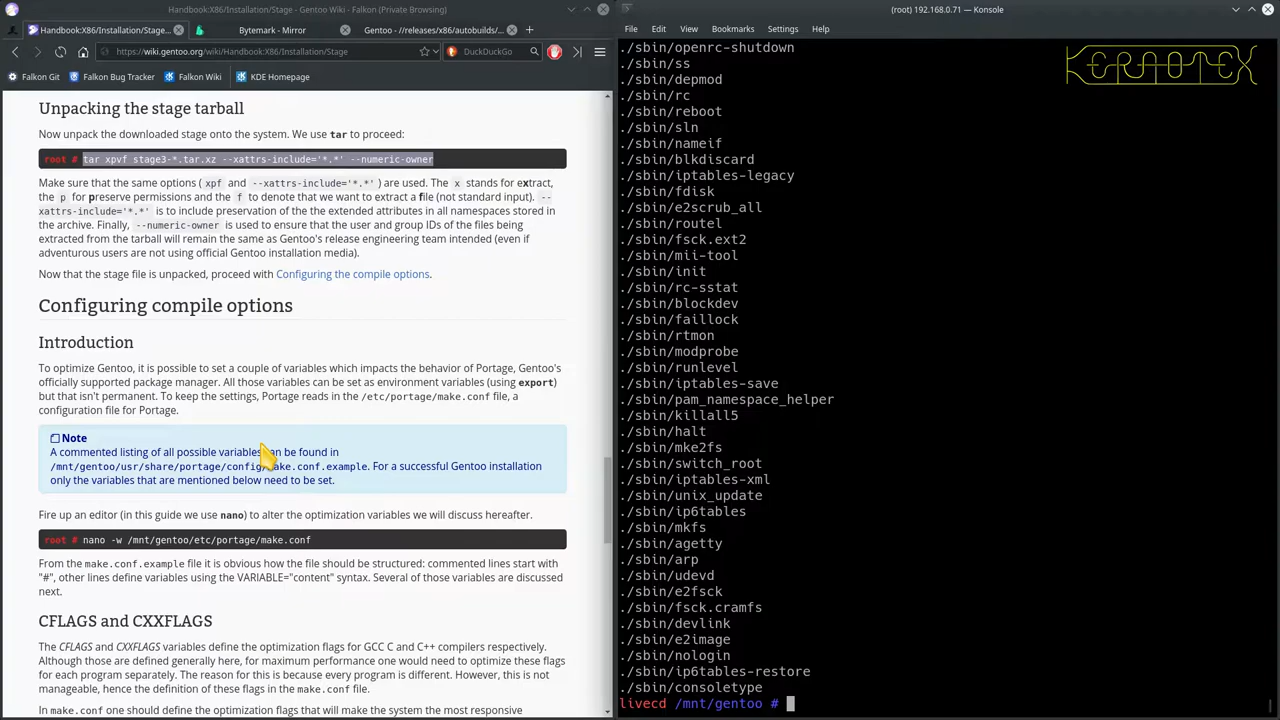 Handbook:X86/Installation/Stage - Gentoo Wiki - Falkon (Private Browsing)
Handbook:X86/Installation/Stage...
Bytemark - Mirror
Gentoo - //releases/x86/autobuilds/...
https://wiki.gentoo.org/wiki/Handbook:X86/Installation/Stage
DuckDuckGo
Falkon Git
Falkon Bug Tracker
Falkon Wiki
KDE Homepage
Unpacking the stage tarball
Now unpack the downloaded stage onto the system. We use tar to proceed:
root # tar xpvf stage3-*.tar.xz --xattrs-include='*.*' --numeric-owner
Make sure that the same options ( xpf and --xattrs-include='*.*' ) are used. The x stands for extract,
the p for preserve permissions and the f to denote that we want to extract a file (not standard input). --
xattrs-include='*.*' is to include preservation of the the extended attributes in all namespaces stored in
the archive. Finally, --numeric-owner is used to ensure that the user and group IDs of the files being
extracted from the tarball will remain the same as Gentoo's release engineering team intended (even if
adventurous users are not using official Gentoo installation media).
Now that the stage file is unpacked, proceed with Configuring the compile options.
Configuring compile options
Introduction
To optimize Gentoo, it is possible to set a couple of variables which impacts the behavior of Portage, Gentoo's
officially supported package manager. All those variables can be set as environment variables (using export)
but that isn't permanent. To keep the settings, Portage reads in the /etc/portage/make.conf file, a
configuration file for Portage.
Note
A commented listing of all possible variables can be found in
/mnt/gentoo/usr/share/portage/config/make.conf.example. For a successful Gentoo installation
only the variables that are mentioned below need to be set.
Fire up an editor (in this guide we use nano) to alter the optimization variables we will discuss hereafter.
root # nano -w /mnt/gentoo/etc/portage/make.conf
From the make.conf.example file it is obvious how the file should be structured: commented lines start with
"#", other lines define variables using the VARIABLE="content" syntax. Several of those variables are discussed
next.
CFLAGS and CXXFLAGS
The CFLAGS and CXXFLAGS variables define the optimization flags for GCC C and C++ compilers respectively.
Although those are defined generally here, for maximum performance one would need to optimize these flags
for each program separately. The reason for this is because every program is different. However, this is not
manageable, hence the definition of these flags in the make.conf file.
In make.conf one should define the optimization flags that will make the system the most responsive
(root) 192.168.0.71 — Konsole
File Edit View Bookmarks Settings Help
KERNOTEX
./sbin/openrc-shutdown
./sbin/ss
./sbin/depmod
./sbin/rc
./sbin/reboot
./sbin/sln
./sbin/nameif
./sbin/blkdiscard
./sbin/iptables-legacy
./sbin/fdisk
./sbin/e2scrub_all
./sbin/routel
./sbin/fsck.ext2
./sbin/mii-tool
./sbin/init
./sbin/rc-sstat
./sbin/blockdev
./sbin/faillock
./sbin/rtmon
./sbin/modprobe
./sbin/runlevel
./sbin/iptables-save
./sbin/pam_namespace_helper
./sbin/killall5
./sbin/halt
./sbin/mke2fs
./sbin/switch_root
./sbin/iptables-xml
./sbin/unix_update
./sbin/ip6tables
./sbin/mkfs
./sbin/agetty
./sbin/arp
./sbin/udevd
./sbin/e2fsck
./sbin/fsck.cramfs
./sbin/devlink
./sbin/e2image
./sbin/nologin
./sbin/ip6tables-restore
./sbin/consoletype
livecd /mnt/gentoo #